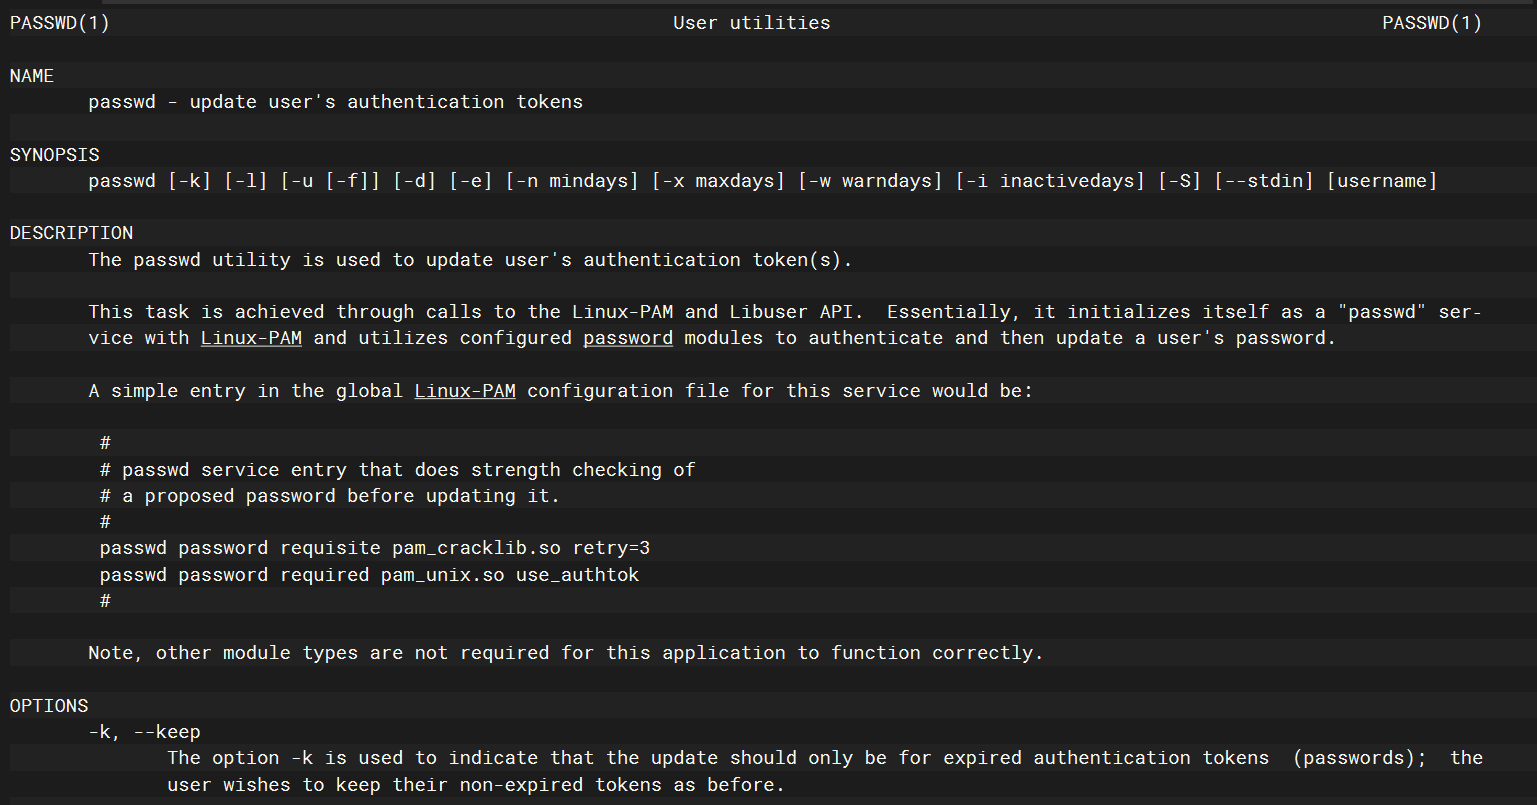 PASSWD(1) User utilities PASSWD(1)
NAME
passwd - update user's authentication tokens
SYNOPSIS
passwd [-k] [-l] [-u [-f]] [-d] [-e] [-n mindays] [-x maxdays] [-w warndays] [-i inactivedays] [-S] [--stdin] [username]
DESCRIPTION
The passwd utility is used to update user's authentication token(s).
This task is achieved through calls to the Linux-PAM and Libuser API.  Essentially, it initializes itself as a "passwd" ser-
vice with Linux-PAM and utilizes configured password modules to authenticate and then update a user's password.
A simple entry in the global Linux-PAM configuration file for this service would be:
#
# passwd service entry that does strength checking of
# a proposed password before updating it.
#
passwd password requisite pam_cracklib.so retry=3
passwd password required pam_unix.so use_authtok
#
Note, other module types are not required for this application to function correctly.
OPTIONS
-k, --keep
The option -k is used to indicate that the update should only be for expired authentication tokens  (passwords);  the
user wishes to keep their non-expired tokens as before.